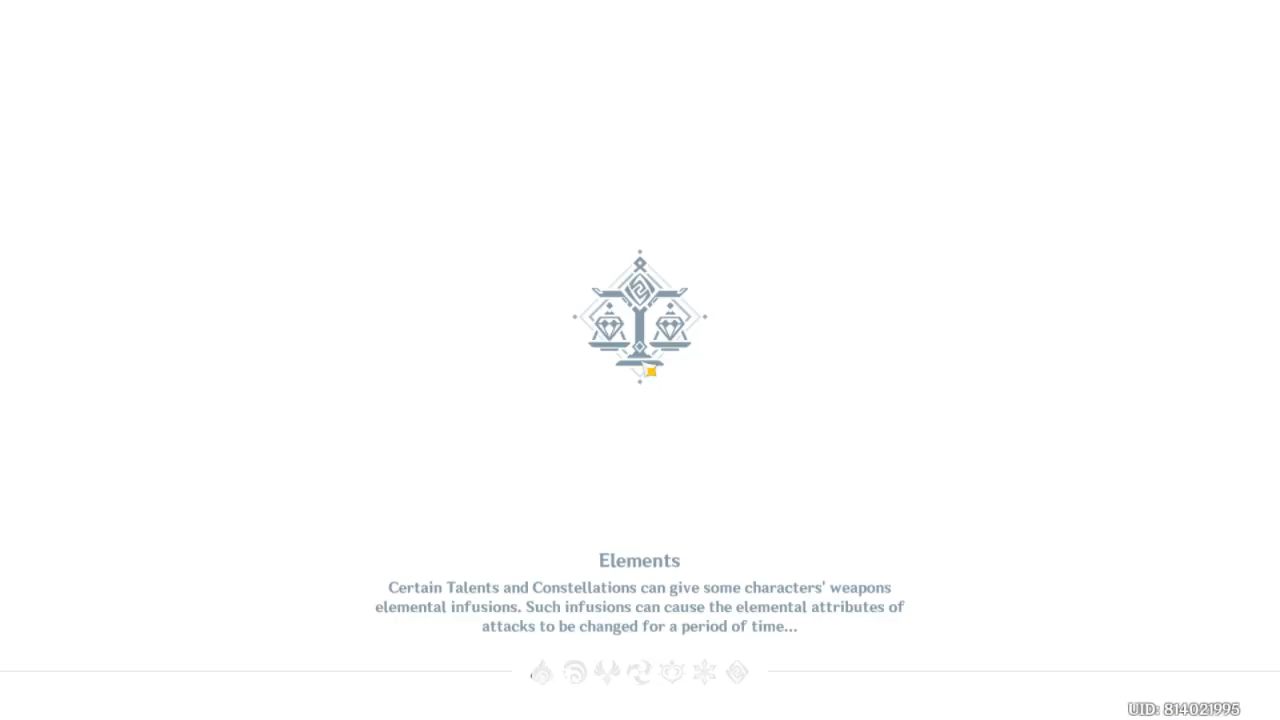 Elements
Certain Talents and Constellations can give some characters' weapons
elemental infusions. Such infusions can cause the elemental attributes of
attacks to be changed for a period of time...
UID: 814021995